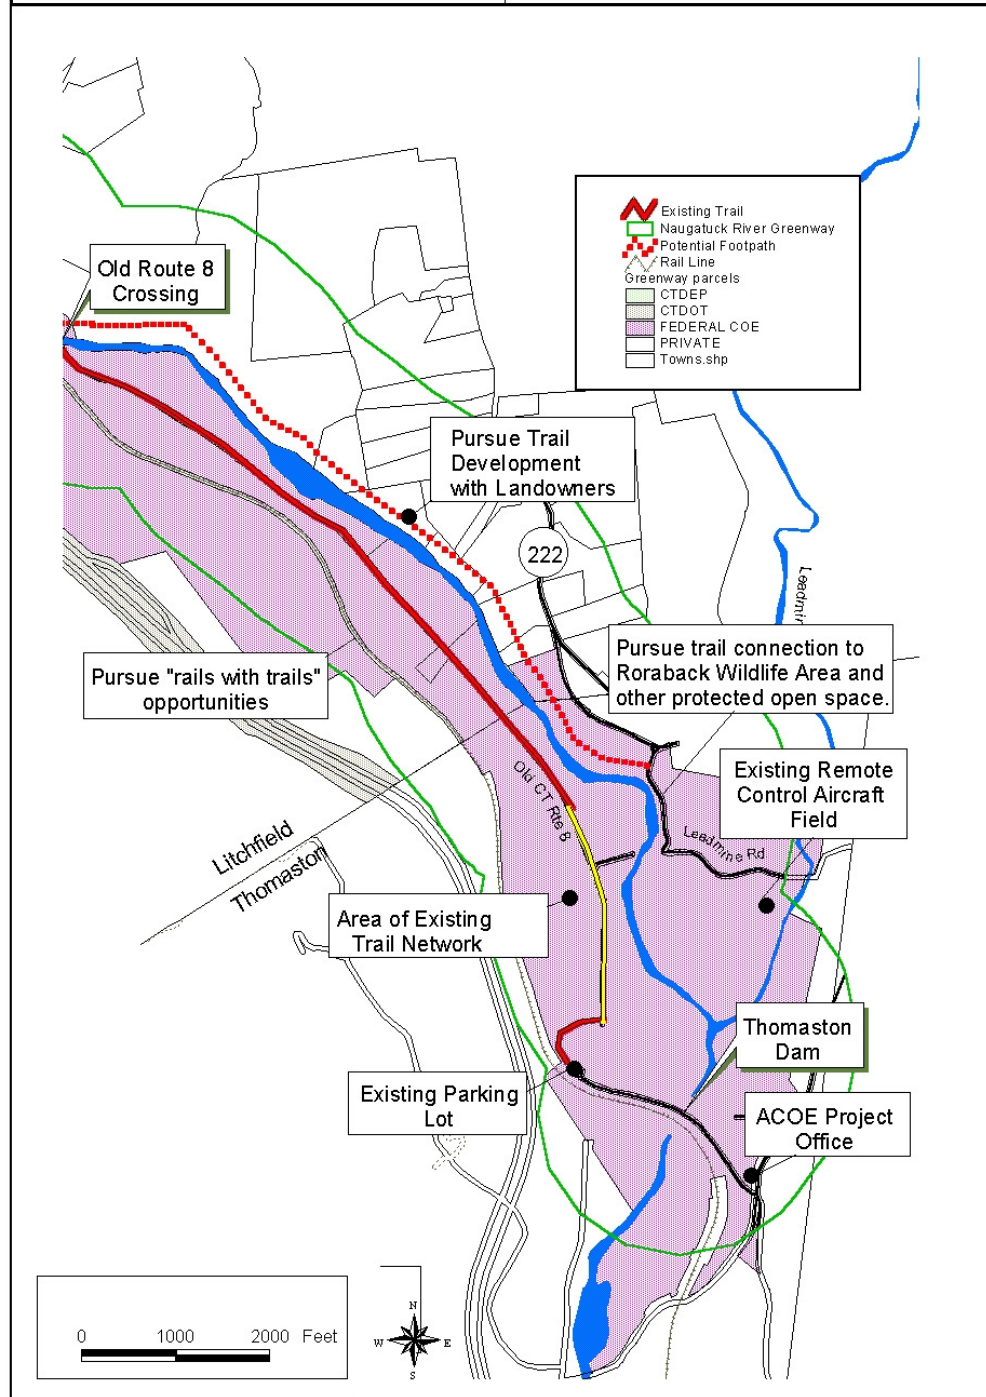 Existing Trail
Naugatuck River Greenway
Potential Footpath
Rail Line
Greenway parcels
CTDEP
CTDOT
FEDERAL COE
PRIVATE
Towns.shp
Old Route 8
Crossing
Pursue Trail
Development
with Landowners
222
Leadmin
Pursue "rails with trails"
opportunities
Pursue trail connection to
Roraback Wildlife Area and
other protected open space.
Existing Remote
Control Aircraft
Field
Old CT Rte 8
Leadmine Rd
Litchfield
Thomaston
Area of Existing
Trail Network
Thomaston
Dam
Existing Parking
Lot
ACOE Project
Office
0 1000 2000 Feet
N
W E
S